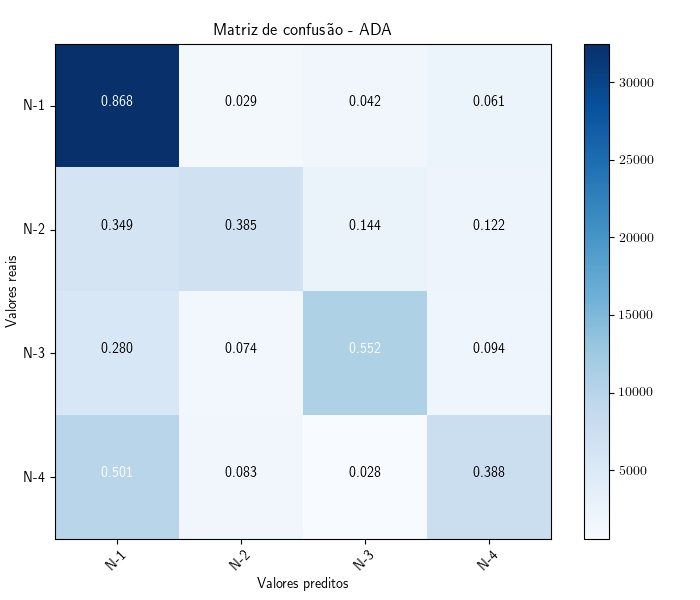 Matriz de confusão - ADA
N-1 0.868 0.029 0.042 0.061
N-2 0.349 0.385 0.144 0.122
N-3 0.280 0.074 0.552 0.094
N-4 0.501 0.083 0.028 0.388
N-1 N-2 N-3 N-4
Valores preditos
Valores reais
30000
25000
20000
15000
10000
5000